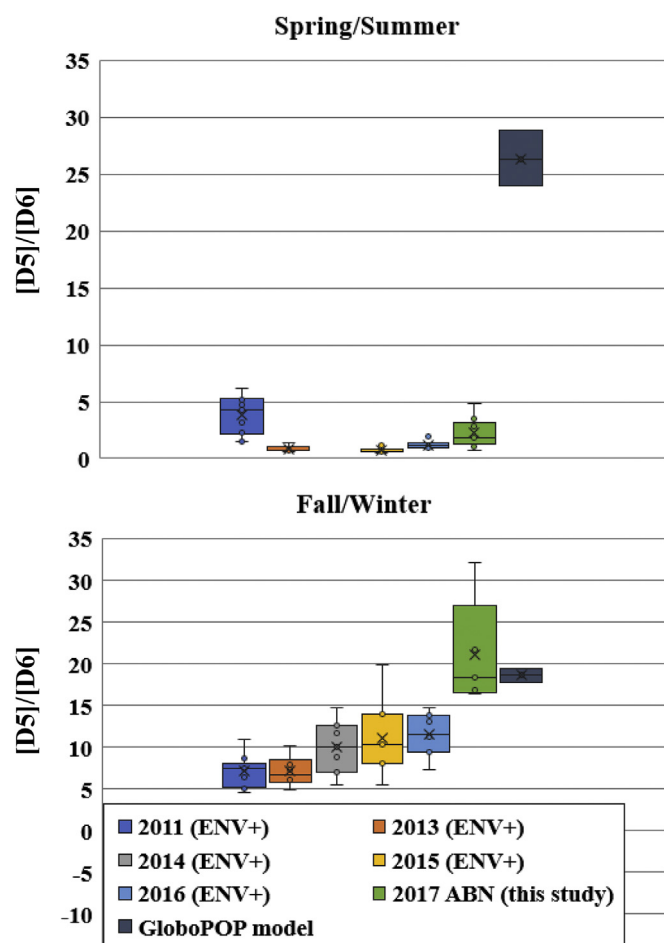 Spring/Summer
35
30
25
20
15
10
5
0
[D5]/[D6]
Fall/Winter
35
30
25
20
15
10
5
0
-5
-10
[D5]/[D6]
2011 (ENV+) 2013 (ENV+)
2014 (ENV+) 2015 (ENV+)
2016 (ENV+) 2017 ABN (this study)
GloboPOP model